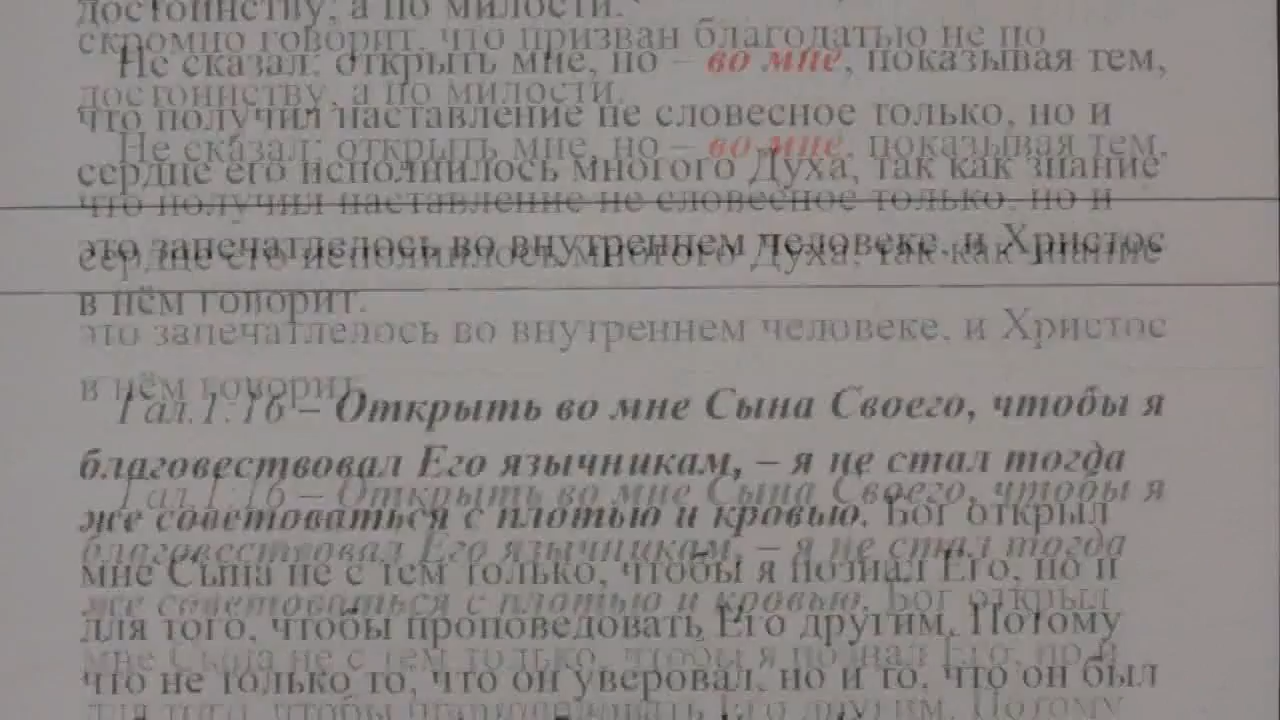 скромно говорит, что призван благодатью не по
достоинству, а по милости.
Не сказал: открыть мне, но – во мне, показывая тем,
что получил наставление не словесное только, но и
сердце его исполнилось многого Духа, так как знание
это запечатлелось во внутреннем человеке, и Христос
в нём говорит.
Гал.1:16 – Открыть во мне Сына Своего, чтобы я
благовествовал Его язычникам, – я не стал тогда
же советоваться с плотью и кровью. Бог открыл
мне Сына не с тем только, чтобы я познал Его, но и
для того, чтобы проповедовать Его другим. Потому
что не только то, что он уверовал, но и то, что он был